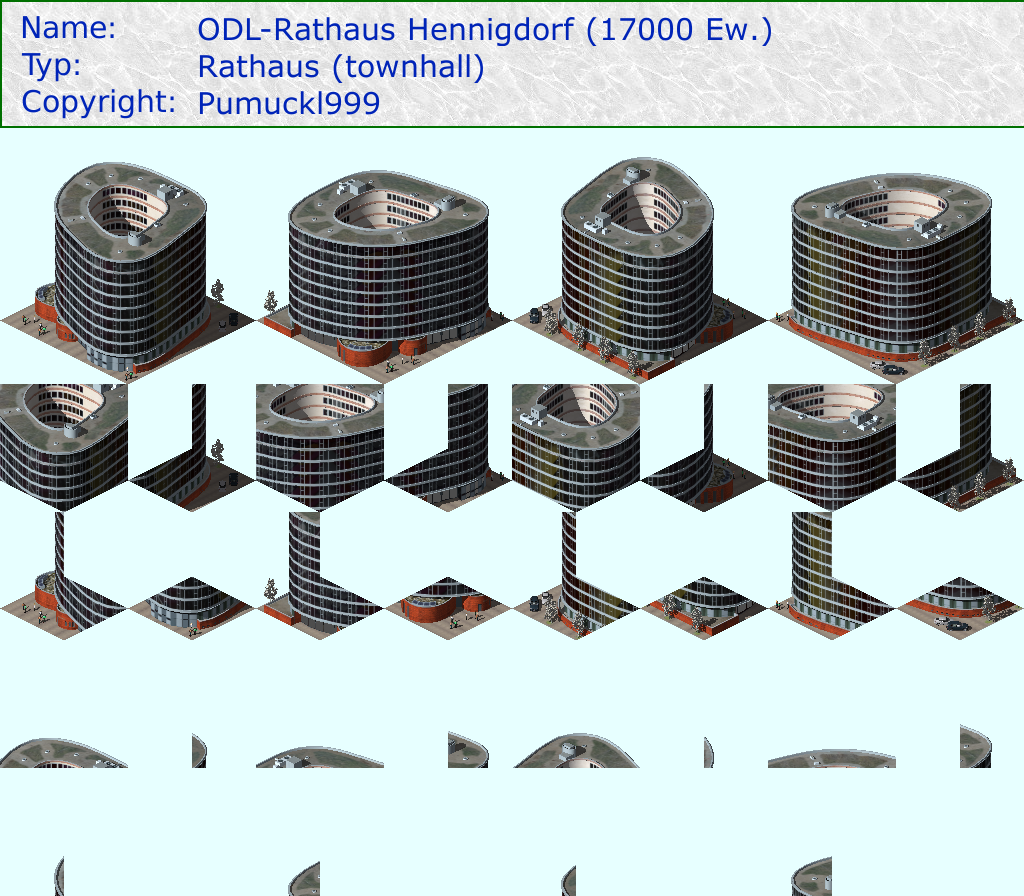 Name: ODL-Rathaus Hennigdorf (17000 Ew.)
Typ: Rathaus (townhall)
Copyright: Pumuckl999